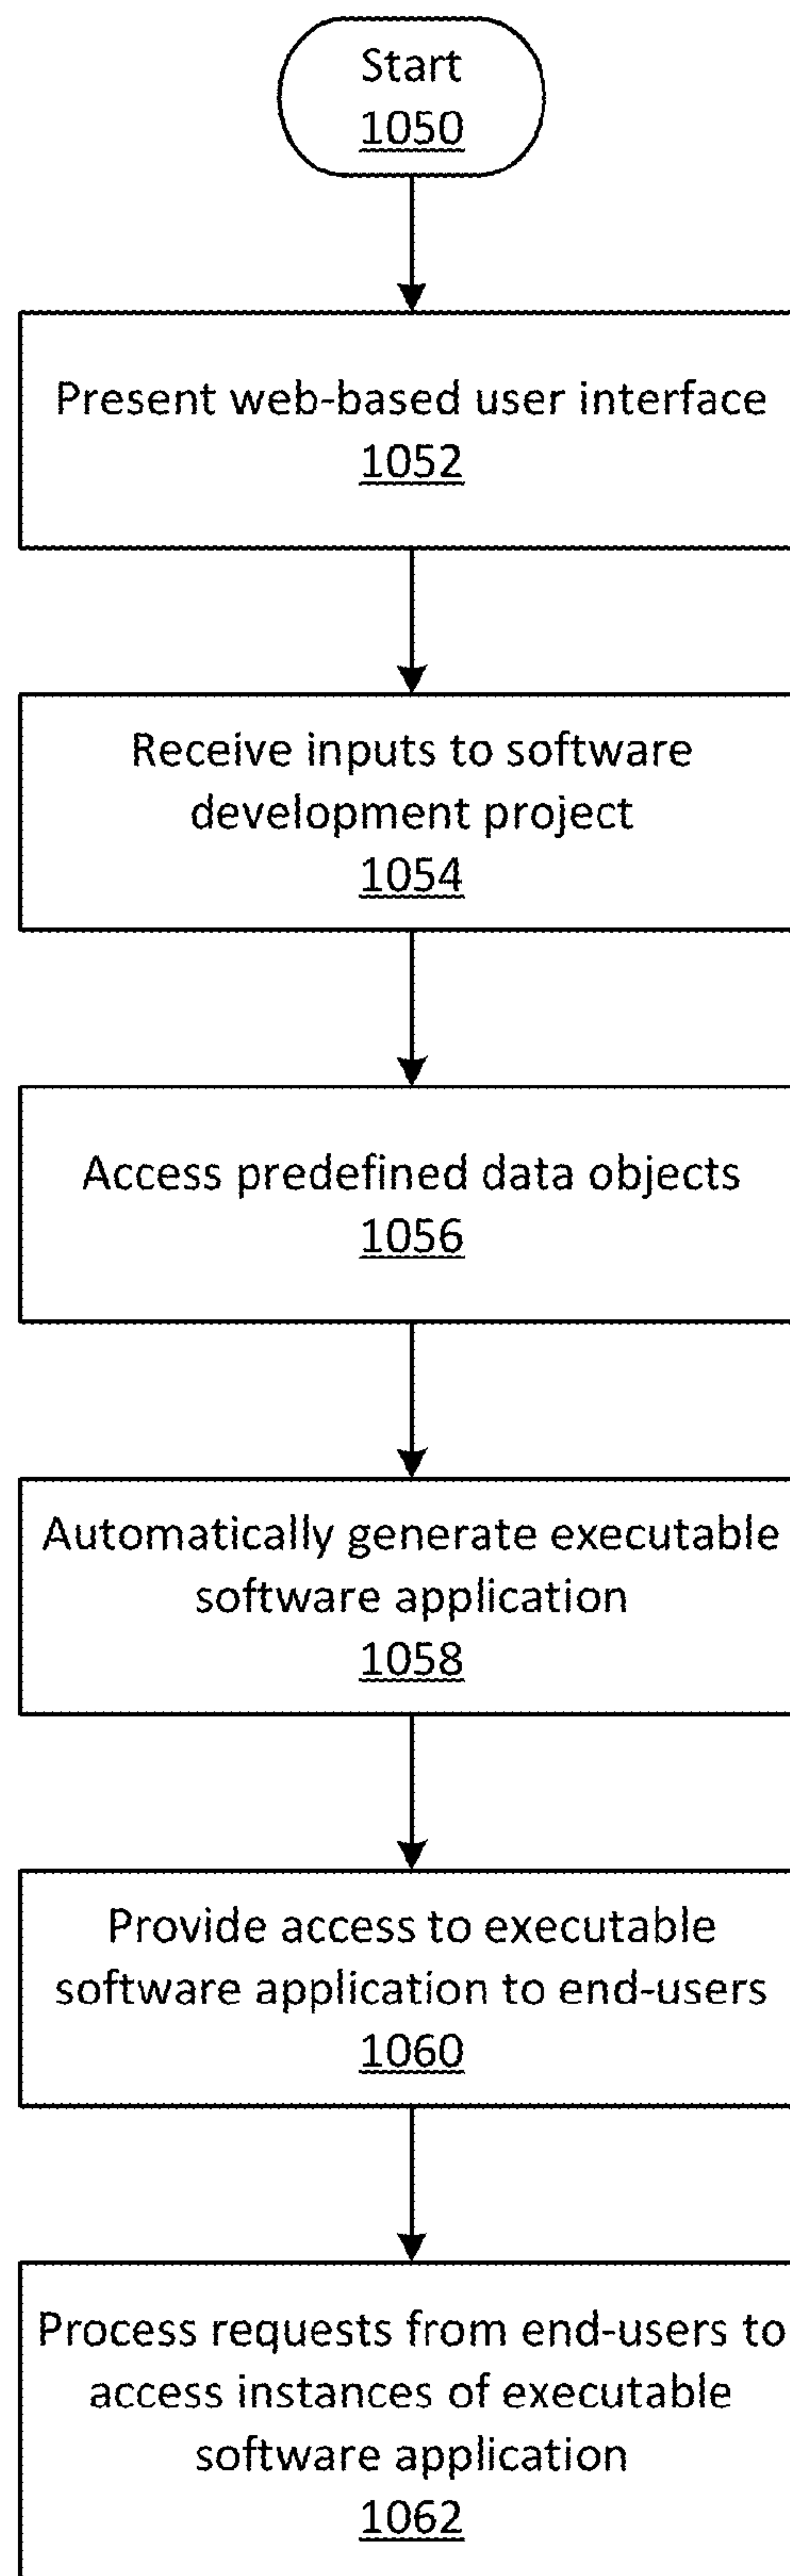 Start
1050
Present web-based user interface
1052
Receive inputs to software
development project
1054
Access predefined data objects
1056
Automatically generate executable
software application
1058
Provide access to executable
software application to end-users
1060
Process requests from end-users to
access instances of executable
software application
1062